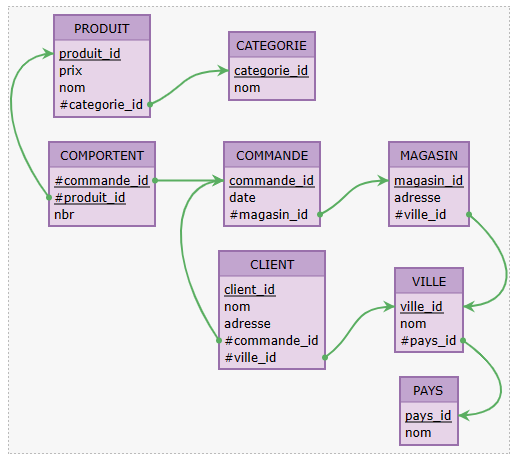 PRODUIT
produit_id
prix
nom
#categorie_id
CATEGORIE
categorie_id
nom
COMPORTENT
#commande_id
#produit_id
nbr
COMMANDE
commande_id
date
#magasin_id
MAGASIN
magasin_id
adresse
#ville_id
CLIENT
client_id
nom
adresse
#commande_id
#ville_id
VILLE
ville_id
nom
#pays_id
PAYS
pays_id
nom